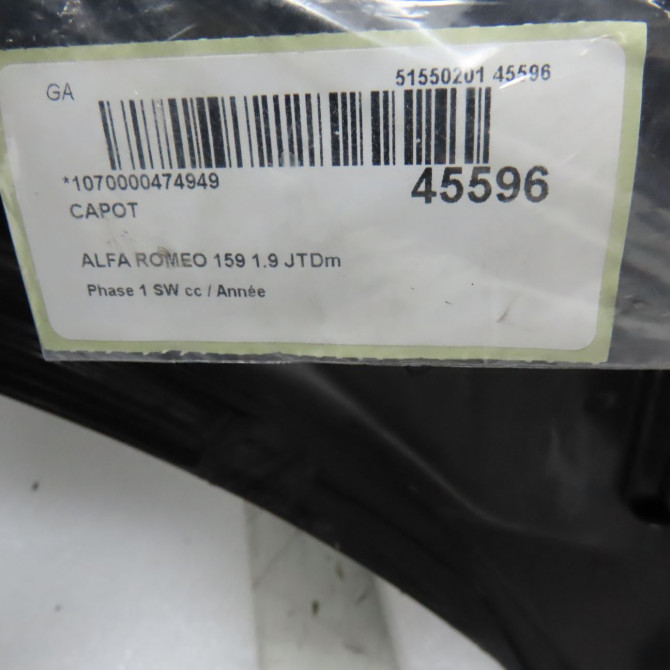 GA
51550201 45596
*1070000474949
45596
CAPOT
ALFA ROMEO 159 1.9 JTDm
Phase 1 SW cc / Année